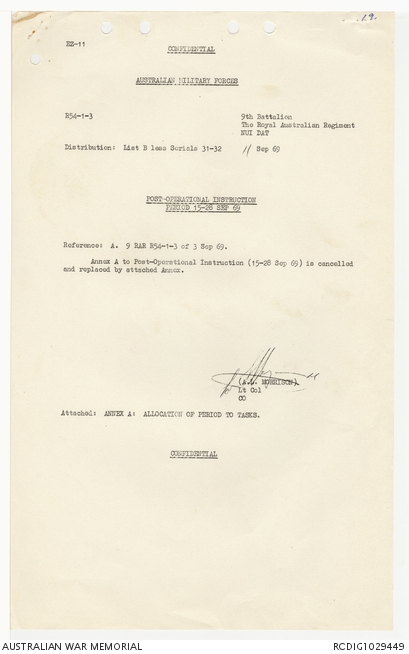 19.
EZ-11
CONFIDENTIAL
AUSTRALIAN MILITARY FORCES
R54-1-3
9th Battalion
The Royal Australian Regiment
NUI DAT
Distribution: List B less Serials 31-32
11 Sep 69
POST-OPERATIONAL INSTRUCTION
PERIOD 15-28 SEP 69
Reference: A. 9 RAR R54-1-3 of 3 Sep 69.
Annex A to Post-Operational Instruction (15-28 Sep 69) is cancelled
and replaced by attached Annex.
(A.L. MORRISON)
Lt Col
CO
Attached: ANNEX A: ALLOCATION OF PERIOD TO TASKS.
CONFIDENTIAL
AUSTRALIAN WAR MEMORIAL
RCDIG1029449